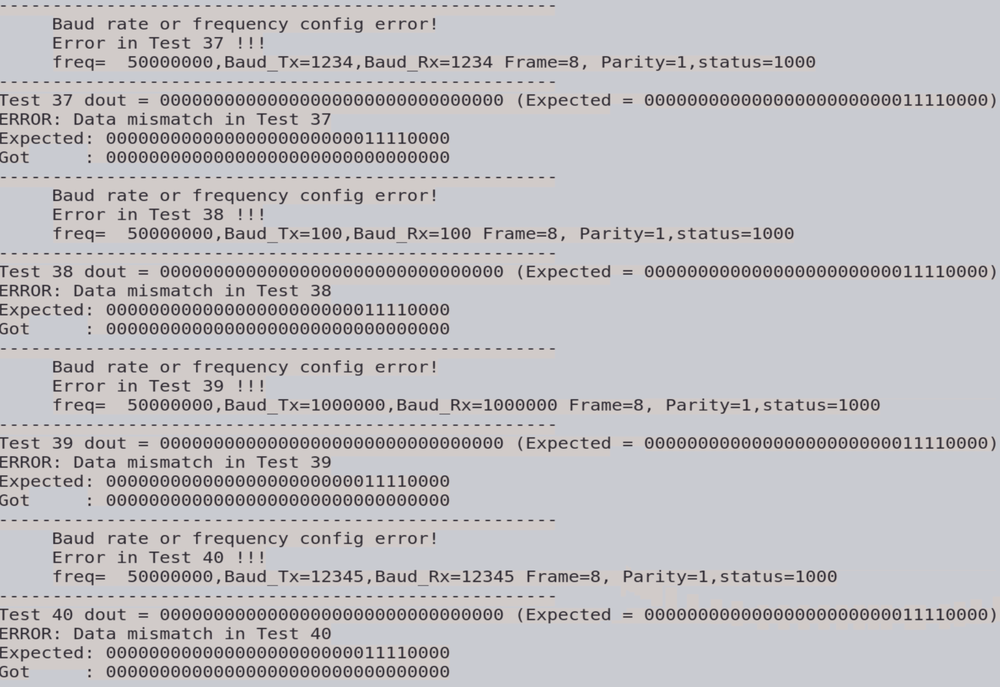 ----------------------------------------------------
     Baud rate or frequency config error!
     Error in Test 37 !!!
     freq=  50000000,Baud_Tx=1234,Baud_Rx=1234 Frame=8, Parity=1,status=1000
----------------------------------------------------
Test 37 dout = 00000000000000000000000000000000 (Expected = 00000000000000000000000011110000)
ERROR: Data mismatch in Test 37
Expected: 00000000000000000000000011110000
Got     : 00000000000000000000000000000000
----------------------------------------------------
     Baud rate or frequency config error!
     Error in Test 38 !!!
     freq=  50000000,Baud_Tx=100,Baud_Rx=100 Frame=8, Parity=1,status=1000
----------------------------------------------------
Test 38 dout = 00000000000000000000000000000000 (Expected = 00000000000000000000000011110000)
ERROR: Data mismatch in Test 38
Expected: 00000000000000000000000011110000
Got     : 00000000000000000000000000000000
----------------------------------------------------
     Baud rate or frequency config error!
     Error in Test 39 !!!
     freq=  50000000,Baud_Tx=1000000,Baud_Rx=1000000 Frame=8, Parity=1,status=1000
----------------------------------------------------
Test 39 dout = 00000000000000000000000000000000 (Expected = 00000000000000000000000011110000)
ERROR: Data mismatch in Test 39
Expected: 00000000000000000000000011110000
Got     : 00000000000000000000000000000000
----------------------------------------------------
     Baud rate or frequency config error!
     Error in Test 40 !!!
     freq=  50000000,Baud_Tx=12345,Baud_Rx=12345 Frame=8, Parity=1,status=1000
----------------------------------------------------
Test 40 dout = 00000000000000000000000000000000 (Expected = 00000000000000000000000011110000)
ERROR: Data mismatch in Test 40
Expected: 00000000000000000000000011110000
Got     : 00000000000000000000000000000000